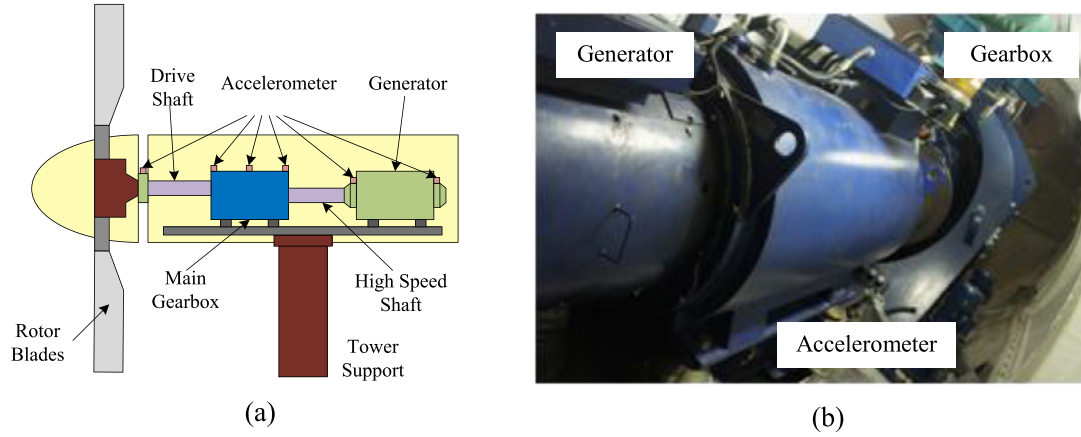 Drive
Shaft
Accelerometer
Generator
Main
Gearbox
High Speed
Shaft
Rotor
Blades
Tower
Support
(a)
Generator
Gearbox
Accelerometer
(b)